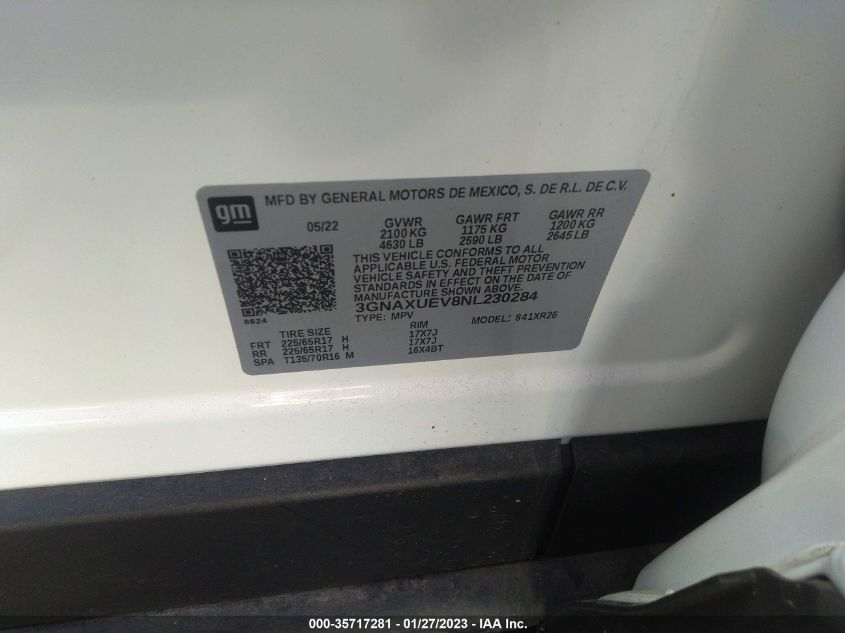 gm
MFD BY GENERAL MOTORS DE MEXICO, S. DE R.L. DE C.V.
05/22 GVWR GAWR FRT GAWR RR
2100 KG 1175 KG 1200 KG
4630 LB 2590 LB 2645 LB
THIS VEHICLE CONFORMS TO ALL
APPLICABLE U.S. FEDERAL MOTOR
VEHICLE SAFETY AND THEFT PREVENTION
STANDARDS IN EFFECT ON THE DATE OF
MANUFACTURE SHOWN ABOVE.
3GNAXUEV8NL230284
8624
TYPE: MPV MODEL: 841XR26
TIRE SIZE RIM
FRT 225/65R17 H 17X7J
RR 225/65R17 H 17X7J
SPA T135/70R16 M 16X4BT
000-35717281 - 01/27/2023 - IAA Inc.